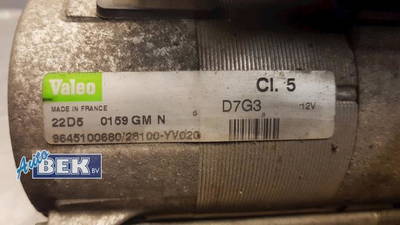 Valeo
Cl. 5
MADE IN FRANCE
D7G3
12V
22D5 0159 GM N
9645100680/28100-YV020
Auto
BEK BV